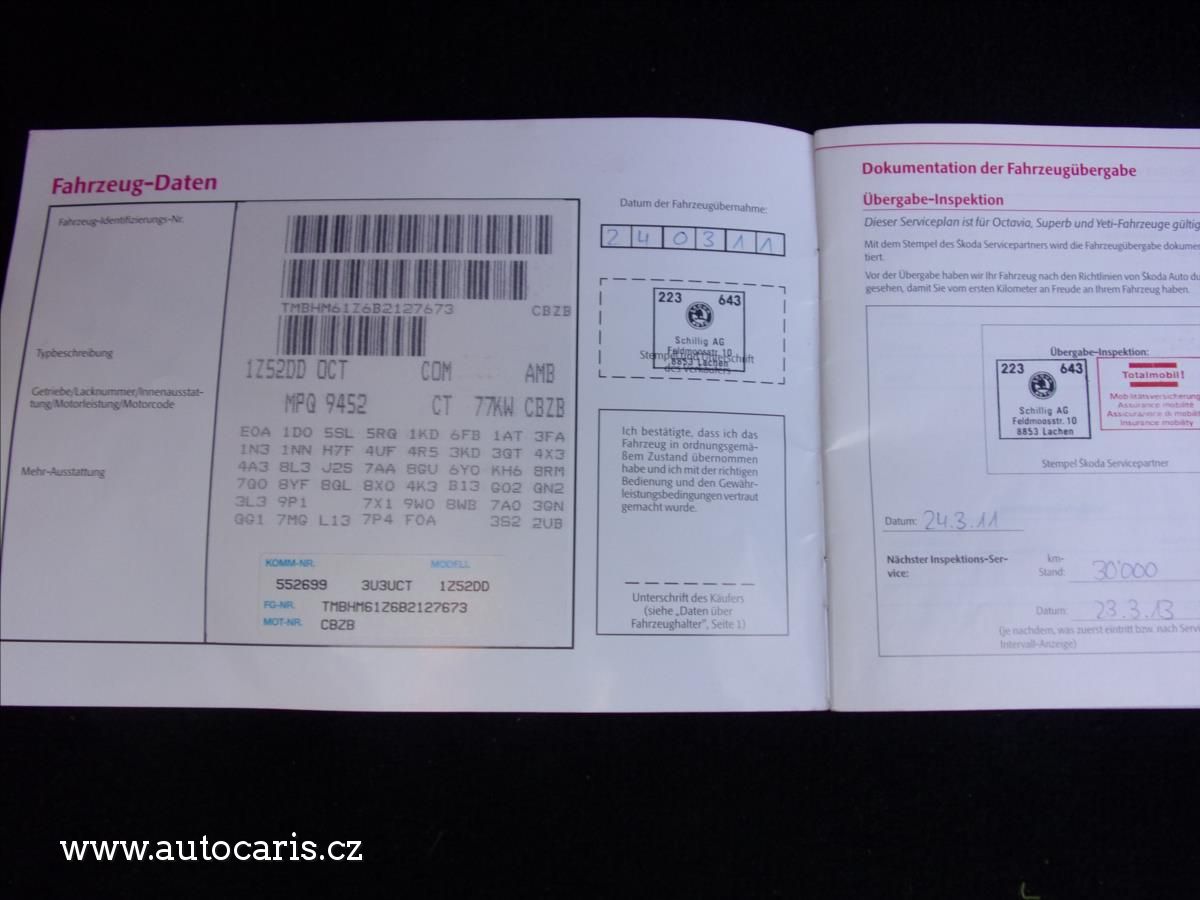 Fahrzeug-Daten
Fahrzeug-Identifizierungs-Nr.
TMBHM61Z6B2127673 CBZB
Typbeschreibung
1Z52DD OCT COM AMB
Getriebe/Lacknummer/Innenausstat-
tung/Motorleistung/Motorcode
MPQ 9452 CT 77KW CBZB
Mehr-Ausstattung
E0A 1D0 5SL 5RQ 1KD 6FB 1AT 3FA
1N3 1NN H7F 4UF 4R5 3KD 3QT 4X3
4A3 8L3 J2S 7AA 8GU 6Y0 KH6 8RM
7Q0 8YF 8QL 8X0 4K3 B13 G02 QN2
3L3 9P1 7X1 9W0 8WB 7A0 3GN
QG1 7MG L13 7P4 F0A 3S2 2UB
KOMM-NR. MODELL
552699 3U3UCT 1Z52DD
FG-NR. TMBHM61Z6B2127673
MOT-NR. CBZB
Datum der Fahrzeugübernahme:
2 4 0 3 1 1
223 643
Schillig AG
Feldmoosstr. 10
8853 Lachen
Stempel und Unterschrift
des Verkäufers
Ich bestätige, dass ich das
Fahrzeug in ordnungsgemä-
ßem Zustand übernommen
habe und ich mit der richtigen
Bedienung und den Gewähr-
leistungsbedingungen vertraut
gemacht wurde.
Unterschrift des Käufers
(siehe „Daten über
Fahrzeughalter", Seite 1)
Dokumentation der Fahrzeugübergabe
Übergabe-Inspektion
Dieser Serviceplan ist für Octavia, Superb und Yeti-Fahrzeuge gültig
Mit dem Stempel des Škoda Servicepartners wird die Fahrzeugübergabe dokumen-
tiert.
Vor der Übergabe haben wir Ihr Fahrzeug nach den Richtlinien von Škoda Auto du
gesehen, damit Sie vom ersten Kilometer an Freude an Ihrem Fahrzeug haben.
Übergabe-Inspektion:
223 643
Schillig AG
Feldmoosstr. 10
8853 Lachen
Totalmobil!
Mobilitätsversicherung
Assurance mobilité
Assicurazione di mobilit
Insurance mobility
Stempel Škoda Servicepartner
Datum: 24.3.11
Nächster Inspektions-Ser-
vice:
km-
Stand: 30'000
Datum: 23.3.13
(je nachdem, was zuerst eintritt bzw. nach Servi
Intervall-Anzeige)
www.autocaris.cz